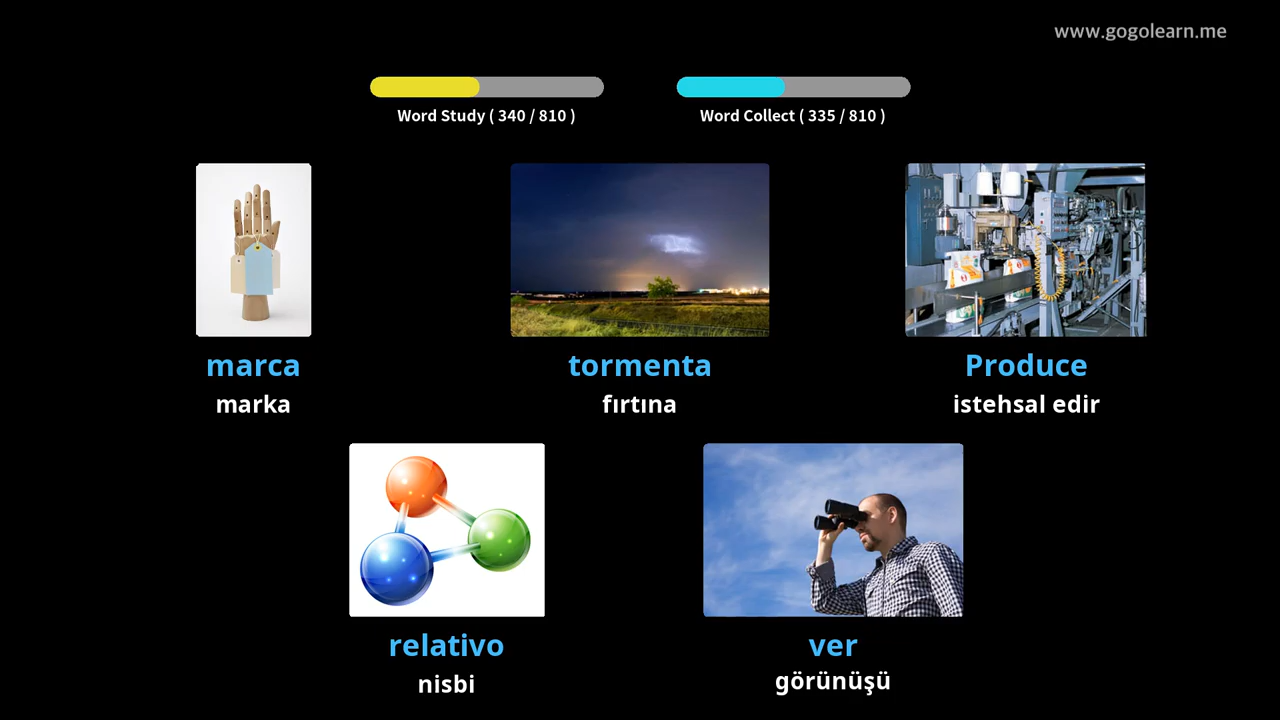 www.gogolearn.me
Word Study ( 340 / 810 )
Word Collect ( 335 / 810 )
marca
marka
tormenta
fırtına
Produce
istehsal edir
relativo
nisbi
ver
görünüşü